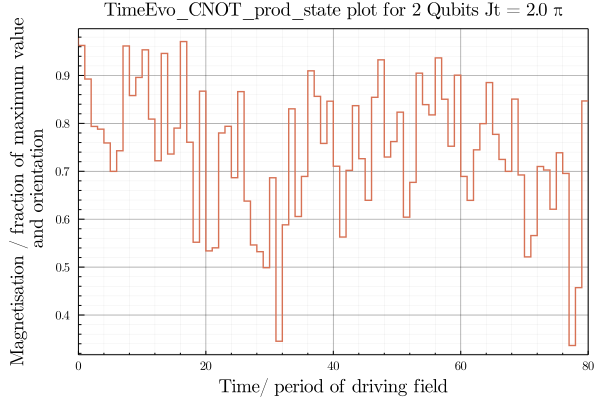 TimeEvo_CNOT_prod_state plot for 2 Qubits Jt = 2.0 π
Magnetisation / fraction of maximum value
and orientation
0.9
0.8
0.7
0.6
0.5
0.4
0 20 40 60 80
Time/ period of driving field